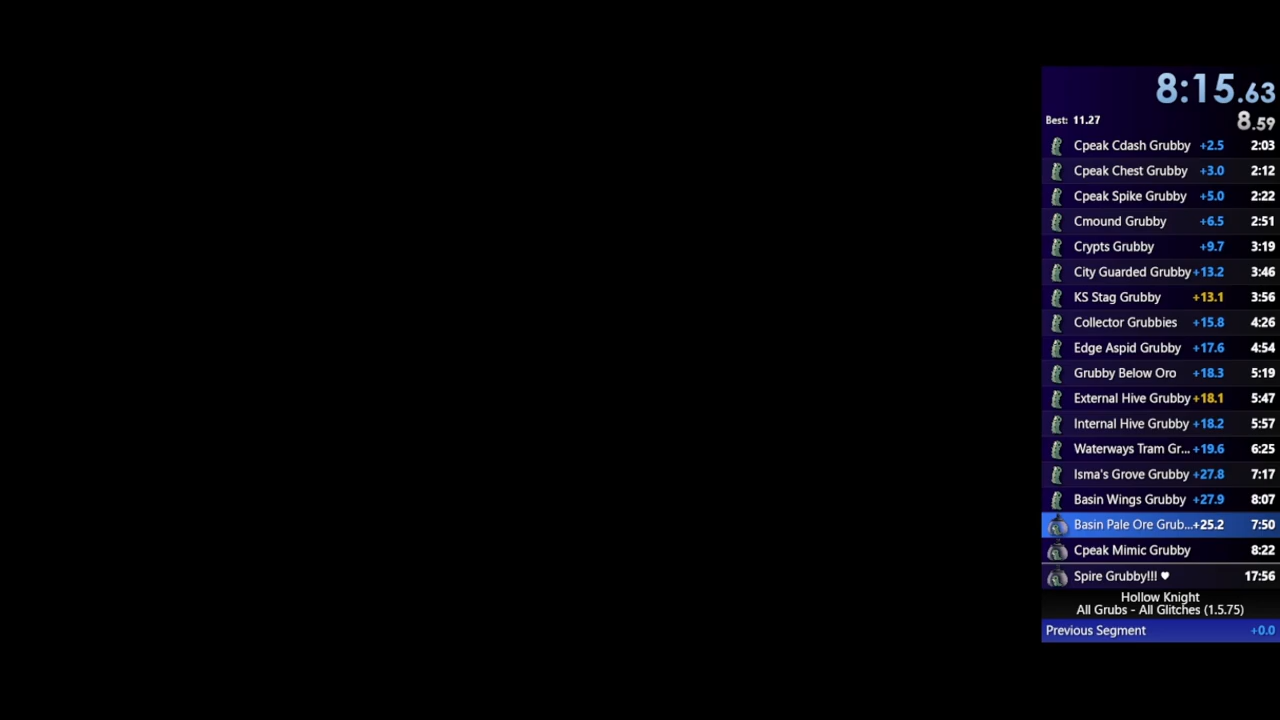 8:15.63
Best: 11.27 8.59
Cpeak Cdash Grubby +2.5 2:03
Cpeak Chest Grubby +3.0 2:12
Cpeak Spike Grubby +5.0 2:22
Cmound Grubby +6.5 2:51
Crypts Grubby +9.7 3:19
City Guarded Grubby +13.2 3:46
KS Stag Grubby +13.1 3:56
Collector Grubbies +15.8 4:26
Edge Aspid Grubby +17.6 4:54
Grubby Below Oro +18.3 5:19
External Hive Grubby +18.1 5:47
Internal Hive Grubby +18.2 5:57
Waterways Tram Gr... +19.6 6:25
Isma's Grove Grubby +27.8 7:17
Basin Wings Grubby +27.9 8:07
Basin Pale Ore Grub... +25.2 7:50
Cpeak Mimic Grubby 8:22
Spire Grubby!!! ♥ 17:56
Hollow Knight
All Grubs - All Glitches (1.5.75)
Previous Segment +0.0